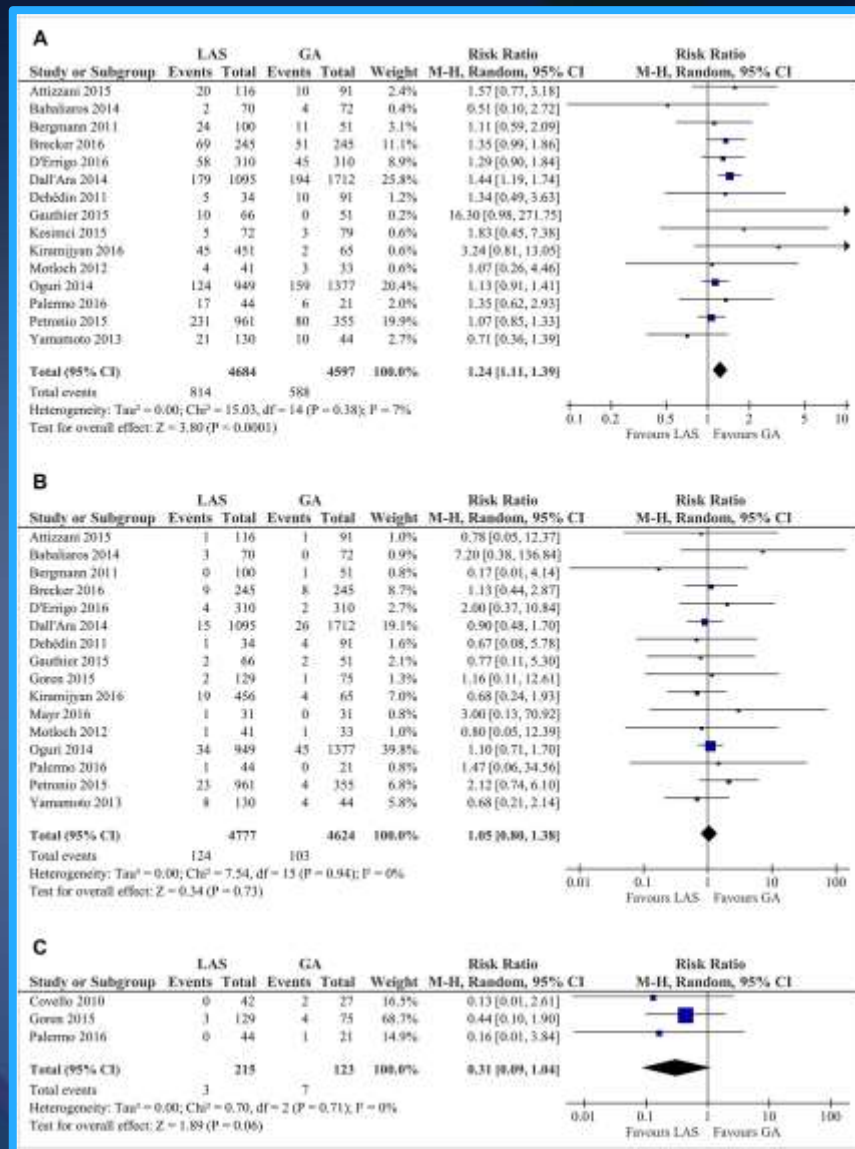 A
LAS GA Risk Ratio Risk Ratio
Study or Subgroup Events Total Events Total Weight M-H, Random, 95% CI M-H, Random, 95% CI
Attizzani 2015 20 116 10 91 2.4% 1.57 [0.77, 3.18]
Babaliaros 2014 2 70 4 72 0.4% 0.51 [0.10, 2.72]
Bergmann 2011 24 100 11 51 3.1% 1.11 [0.59, 2.09]
Brecker 2016 69 245 51 245 11.1% 1.35 [0.99, 1.86]
D'Errigo 2016 58 310 45 310 8.9% 1.29 [0.90, 1.84]
Dall'Ara 2014 179 1095 194 1712 25.8% 1.44 [1.19, 1.74]
Dehédin 2011 5 34 10 91 1.2% 1.34 [0.49, 3.63]
Gauthier 2015 10 66 0 51 0.2% 16.30 [0.98, 271.75]
2015 5 72 3 79 0.6% 1.83 [0.45, 7.38]
Kiramijyan 2016 45 451 2 65 0.6% 3.24 [0.81, 13.05]
Motloch 2012 4 41 3 33 0.6% 1.07 [0.26, 4.46]
Oguri 2014 124 949 159 1377 20.4% 1.13 [0.91, 1.41]
Palermo 2016 17 44 6 21 2.0% 1.35 [0.62, 2.93]
Petronio 2015 231 961 80 355 19.9% 1.07 [0.85, 1.33]
Yamamoto 2013 21 130 10 44 2.7% 0.71 [0.36, 1.39]
Total (95% CI) 4684 4597 100.0% 1.24 [1.11, 1.39]
Total events 814 588
Heterogeneity: Tau² = 0.00; Chi² = 15.03, df = 14 (P = 0.38); I² = 7%
Test for overall effect: Z = 3.80 (P < 0.0001)
0.1 0.2 0.5 1 2 5 10
Favours LAS Favours GA
B
LAS GA Risk Ratio Risk Ratio
Study or Subgroup Events Total Events Total Weight M-H, Random, 95% CI M-H, Random, 95% CI
Attizzani 2015 1 116 1 91 1.0% 0.78 [0.05, 12.37]
Babaliaros 2014 3 70 0 72 0.9% 7.20 [0.38, 136.84]
Bergmann 2011 0 100 1 51 0.8% 0.17 [0.01, 4.14]
Brecker 2016 9 245 8 245 8.7% 1.13 [0.44, 2.87]
D'Errigo 2016 4 310 2 310 2.7% 2.00 [0.37, 10.84]
Dall'Ara 2014 15 1095 26 1712 19.1% 0.90 [0.48, 1.70]
Dehédin 2011 1 34 4 91 1.6% 0.67 [0.08, 5.78]
Gauthier 2015 2 66 2 51 2.1% 0.77 [0.11, 5.30]
Goren 2015 2 129 1 75 1.3% 1.16 [0.11, 12.61]
Kiramijyan 2016 19 456 4 65 7.0% 0.68 [0.24, 1.93]
Mayr 2016 1 31 0 31 0.8% 3.00 [0.13, 70.92]
Motloch 2012 1 41 1 33 1.0% 0.80 [0.05, 12.39]
Oguri 2014 34 949 45 1377 39.8% 1.10 [0.71, 1.70]
Palermo 2016 1 44 0 21 0.8% 1.47 [0.06, 34.56]
Petronio 2015 23 961 4 355 6.8% 2.12 [0.74, 6.10]
Yamamoto 2013 8 130 4 44 5.8% 0.68 [0.21, 2.14]
Total (95% CI) 4777 4624 100.0% 1.05 [0.80, 1.38]
Total events 124 103
Heterogeneity: Tau² = 0.00; Chi² = 7.54, df = 15 (P = 0.94); I² = 0%
Test for overall effect: Z = 0.34 (P = 0.73)
0.01 0.1 1 10 100
Favours LAS Favours GA
C
LAS GA Risk Ratio Risk Ratio
Study or Subgroup Events Total Events Total Weight M-H, Random, 95% CI M-H, Random, 95% CI
Covello 2010 0 42 2 27 16.5% 0.13 [0.01, 2.61]
Goren 2015 3 129 4 75 68.7% 0.44 [0.10, 1.90]
Palermo 2016 0 44 1 21 14.9% 0.16 [0.01, 3.84]
Total (95% CI) 215 123 100.0% 0.31 [0.09, 1.04]
Total events 3 7
Heterogeneity: Tau² = 0.00; Chi² = 0.70, df = 2 (P = 0.71); I² = 0%
Test for overall effect: Z = 1.89 (P = 0.06)
0.01 0.1 1 10 100
Favours LAS Favours GA